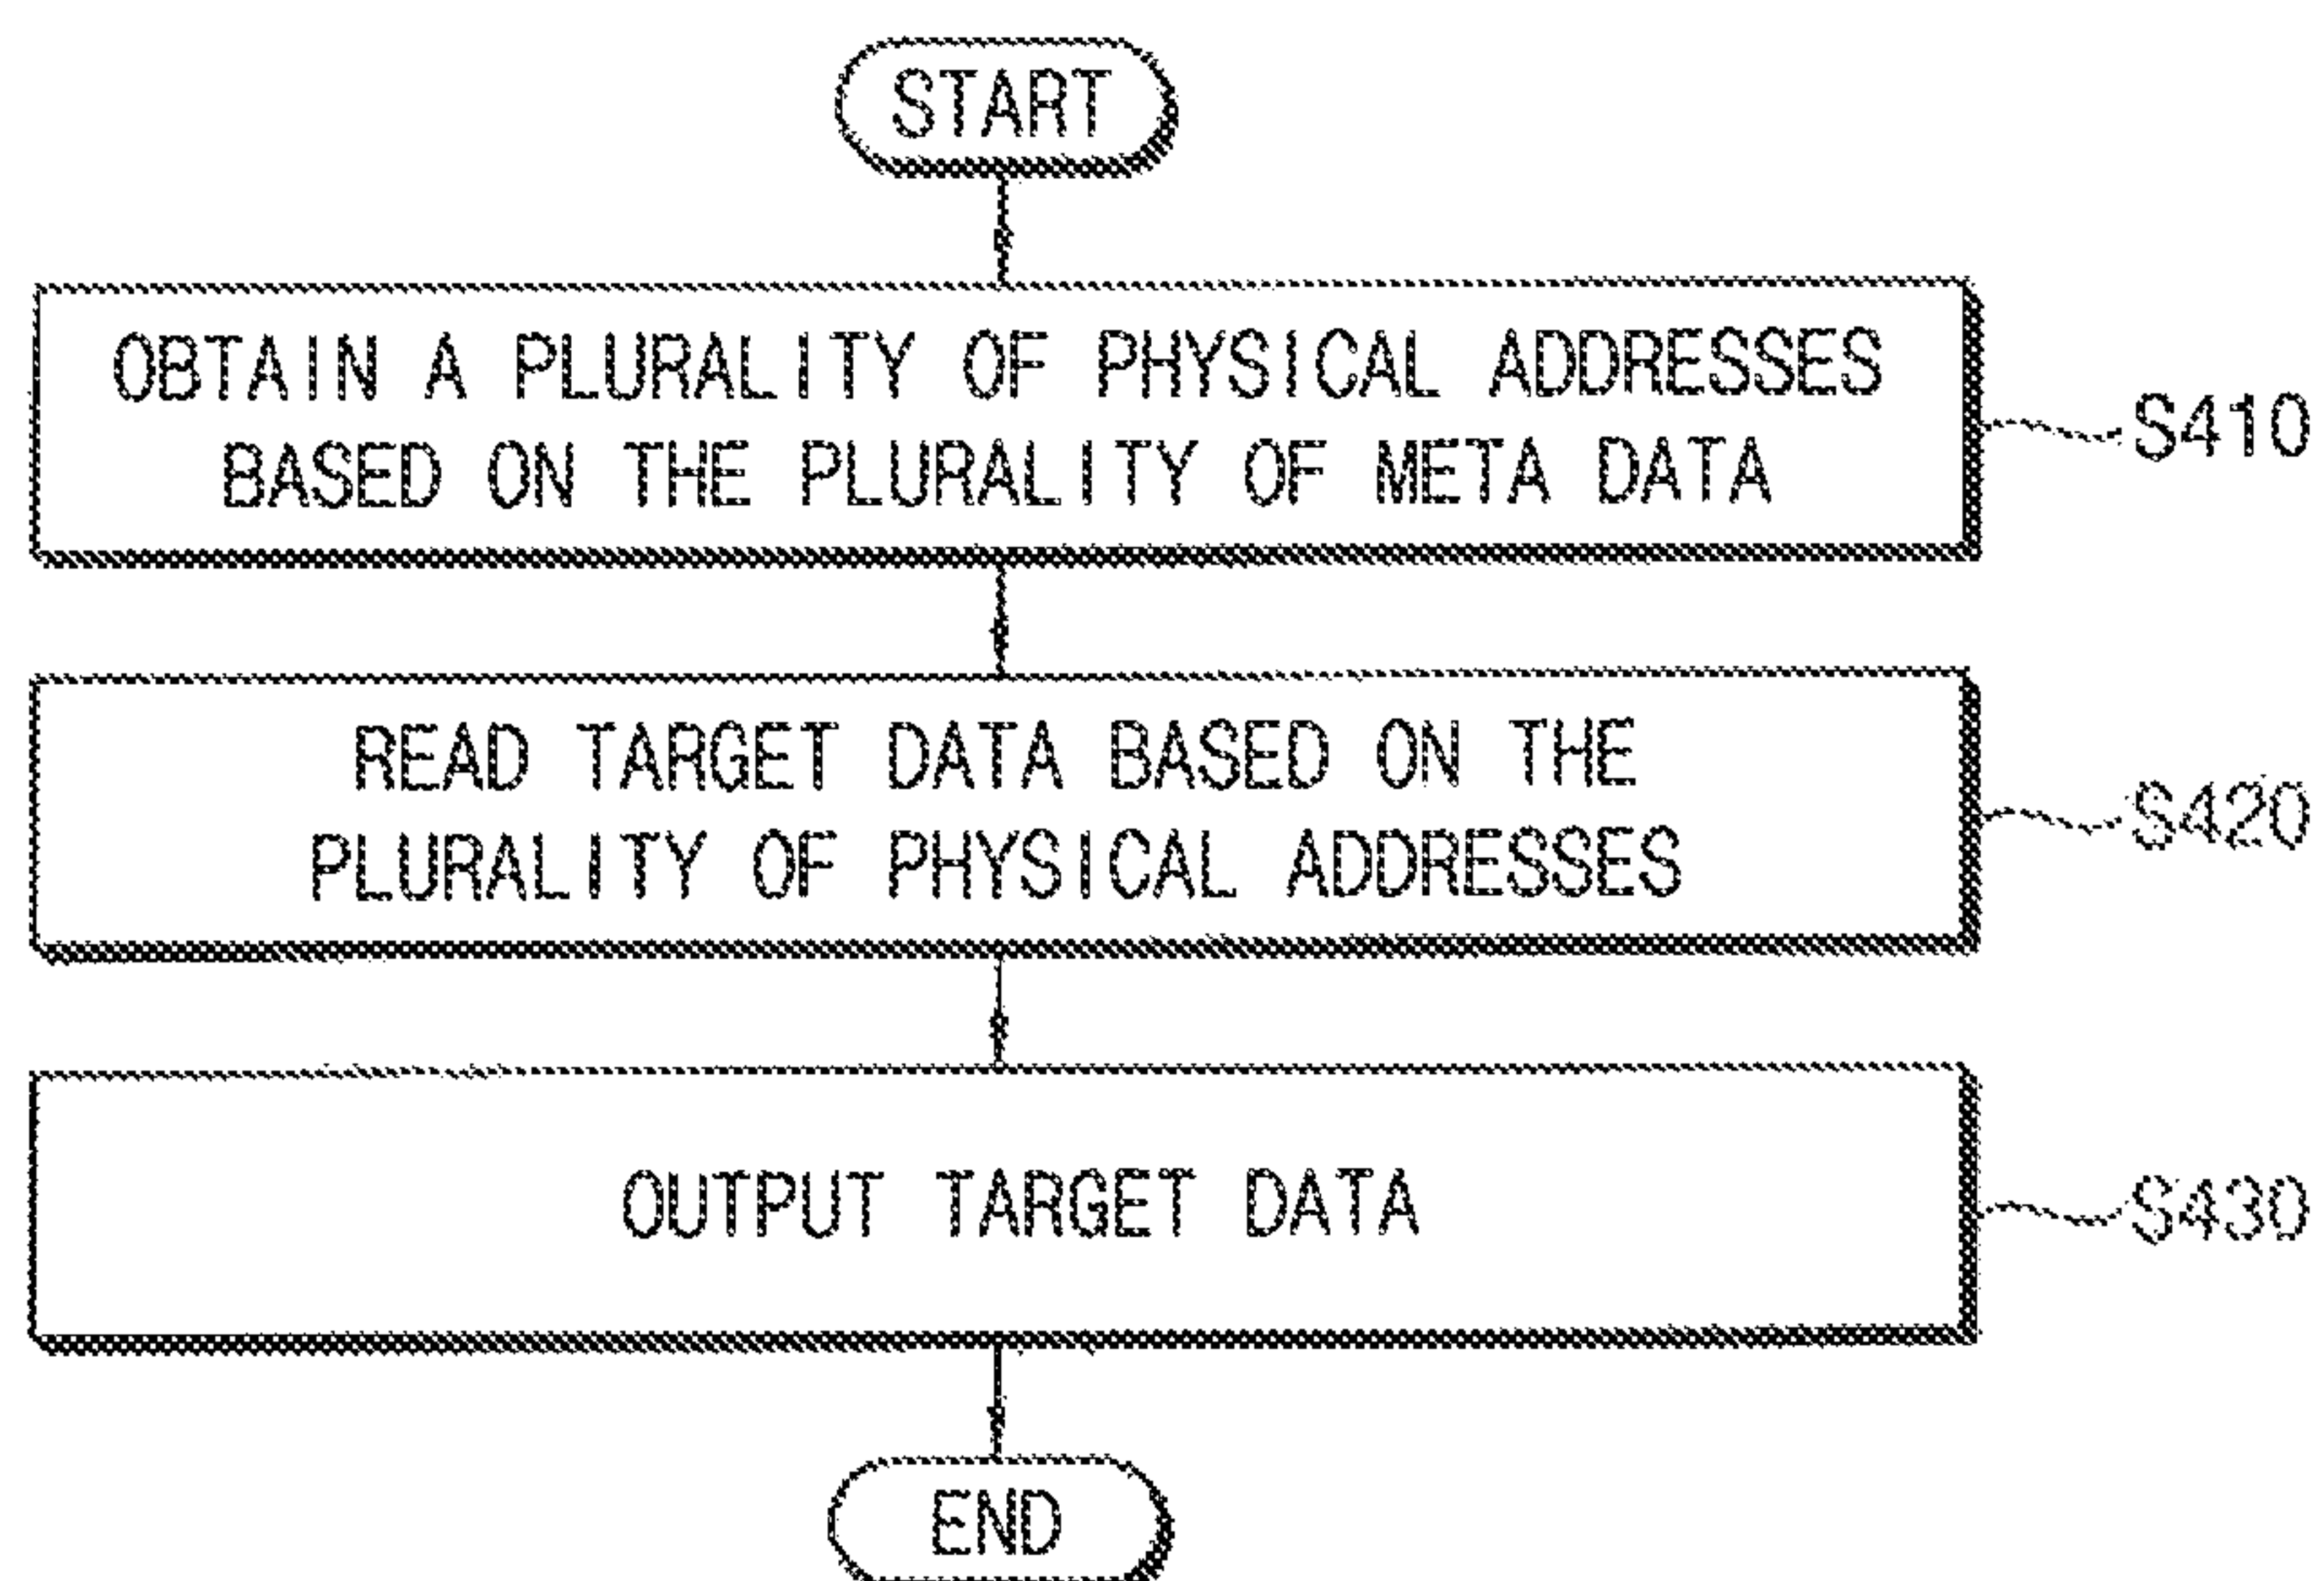 START
OBTAIN A PLURALITY OF PHYSICAL ADDRESSES
BASED ON THE PLURALITY OF META DATA
S410
READ TARGET DATA BASED ON THE
PLURALITY OF PHYSICAL ADDRESSES
S420
OUTPUT TARGET DATA
S430
END